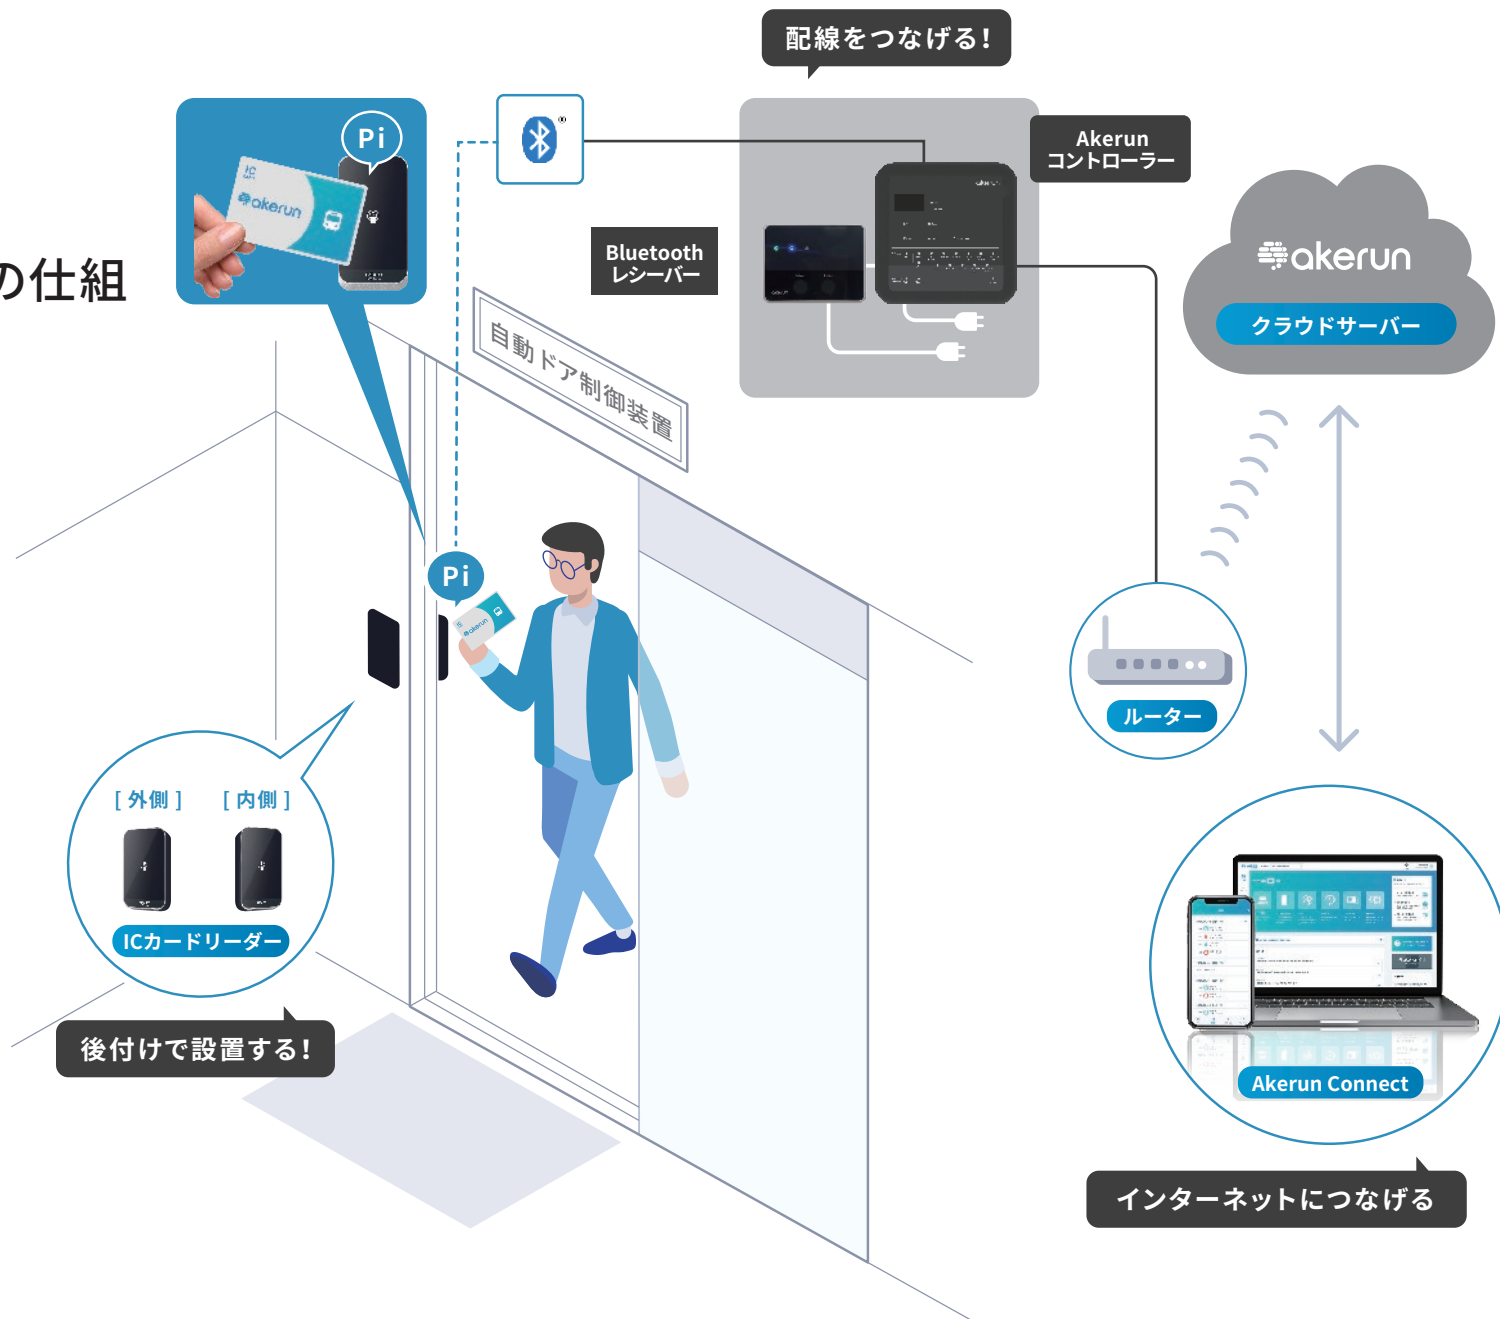 配線をつなげる！
Pi
IC
akerun
Akerun
コントローラー
akerun
Bluetooth
レシーバー
の仕組
akerun
クラウドサーバー
自動ドア制御装置
Pi
akerun
ルーター
[ 外側 ] [ 内側 ]
ICカードリーダー
後付けで設置する！
Akerun Connect
インターネットにつなげる